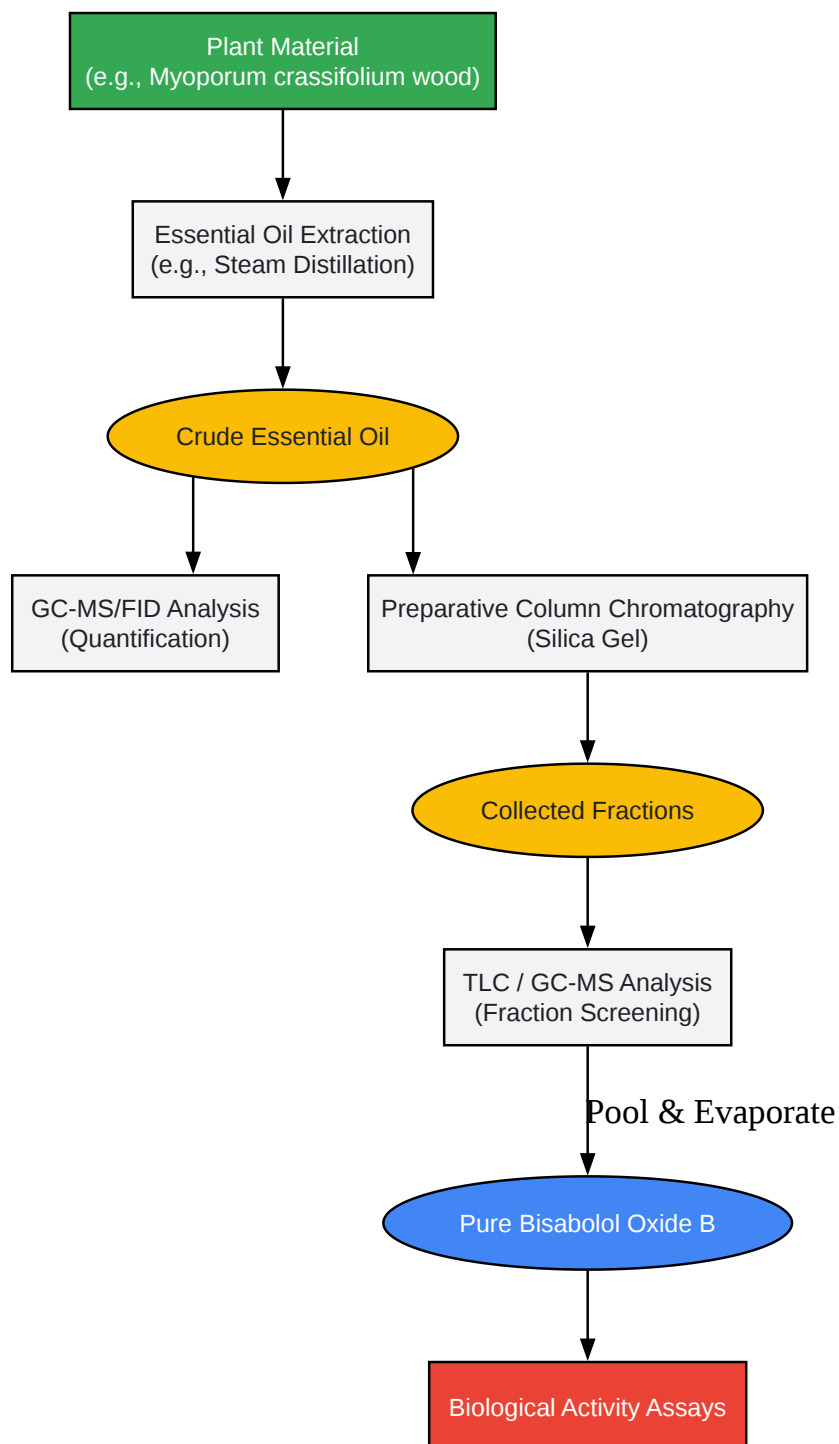 Plant Material
(e.g., Myoporum crassifolium wood)
Essential Oil Extraction
(e.g., Steam Distillation)
Crude Essential Oil
GC-MS/FID Analysis
(Quantification)
Preparative Column Chromatography
(Silica Gel)
Collected Fractions
TLC / GC-MS Analysis
(Fraction Screening)
Pool & Evaporate
Pure Bisabolol Oxide B
Biological Activity Assays